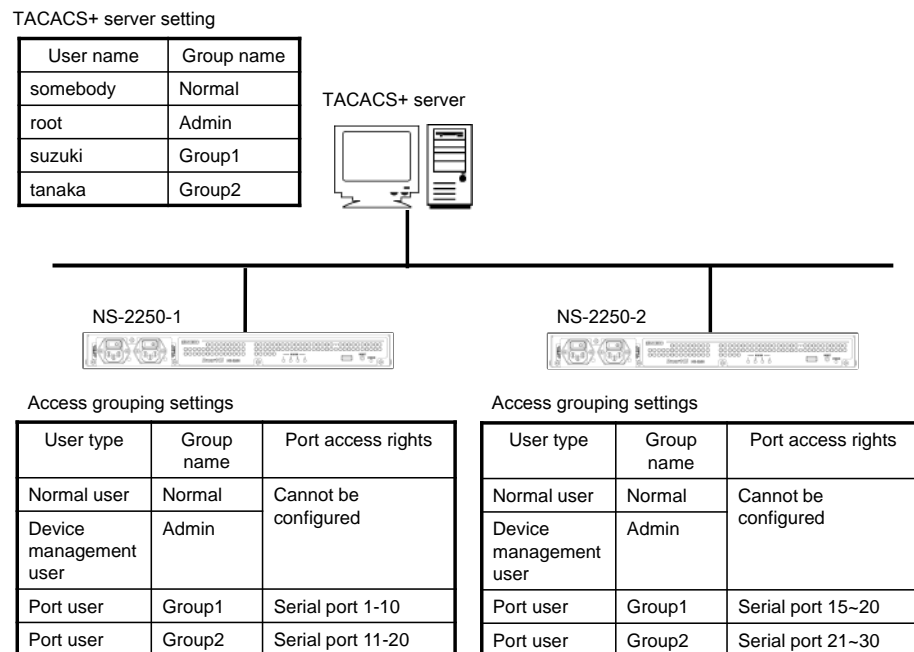 TACACS+ server setting
User name Group name
somebody Normal
root Admin
suzuki Group1
tanaka Group2
TACACS+ server
NS-2250-1
NS-2250-2
Access grouping settings
User type Group name Port access rights
Normal user Normal Cannot be configured
Device management user Admin
Port user Group1 Serial port 1-10
Port user Group2 Serial port 11-20
Access grouping settings
User type Group name Port access rights
Normal user Normal Cannot be configured
Device management user Admin
Port user Group1 Serial port 15~20
Port user Group2 Serial port 21~30